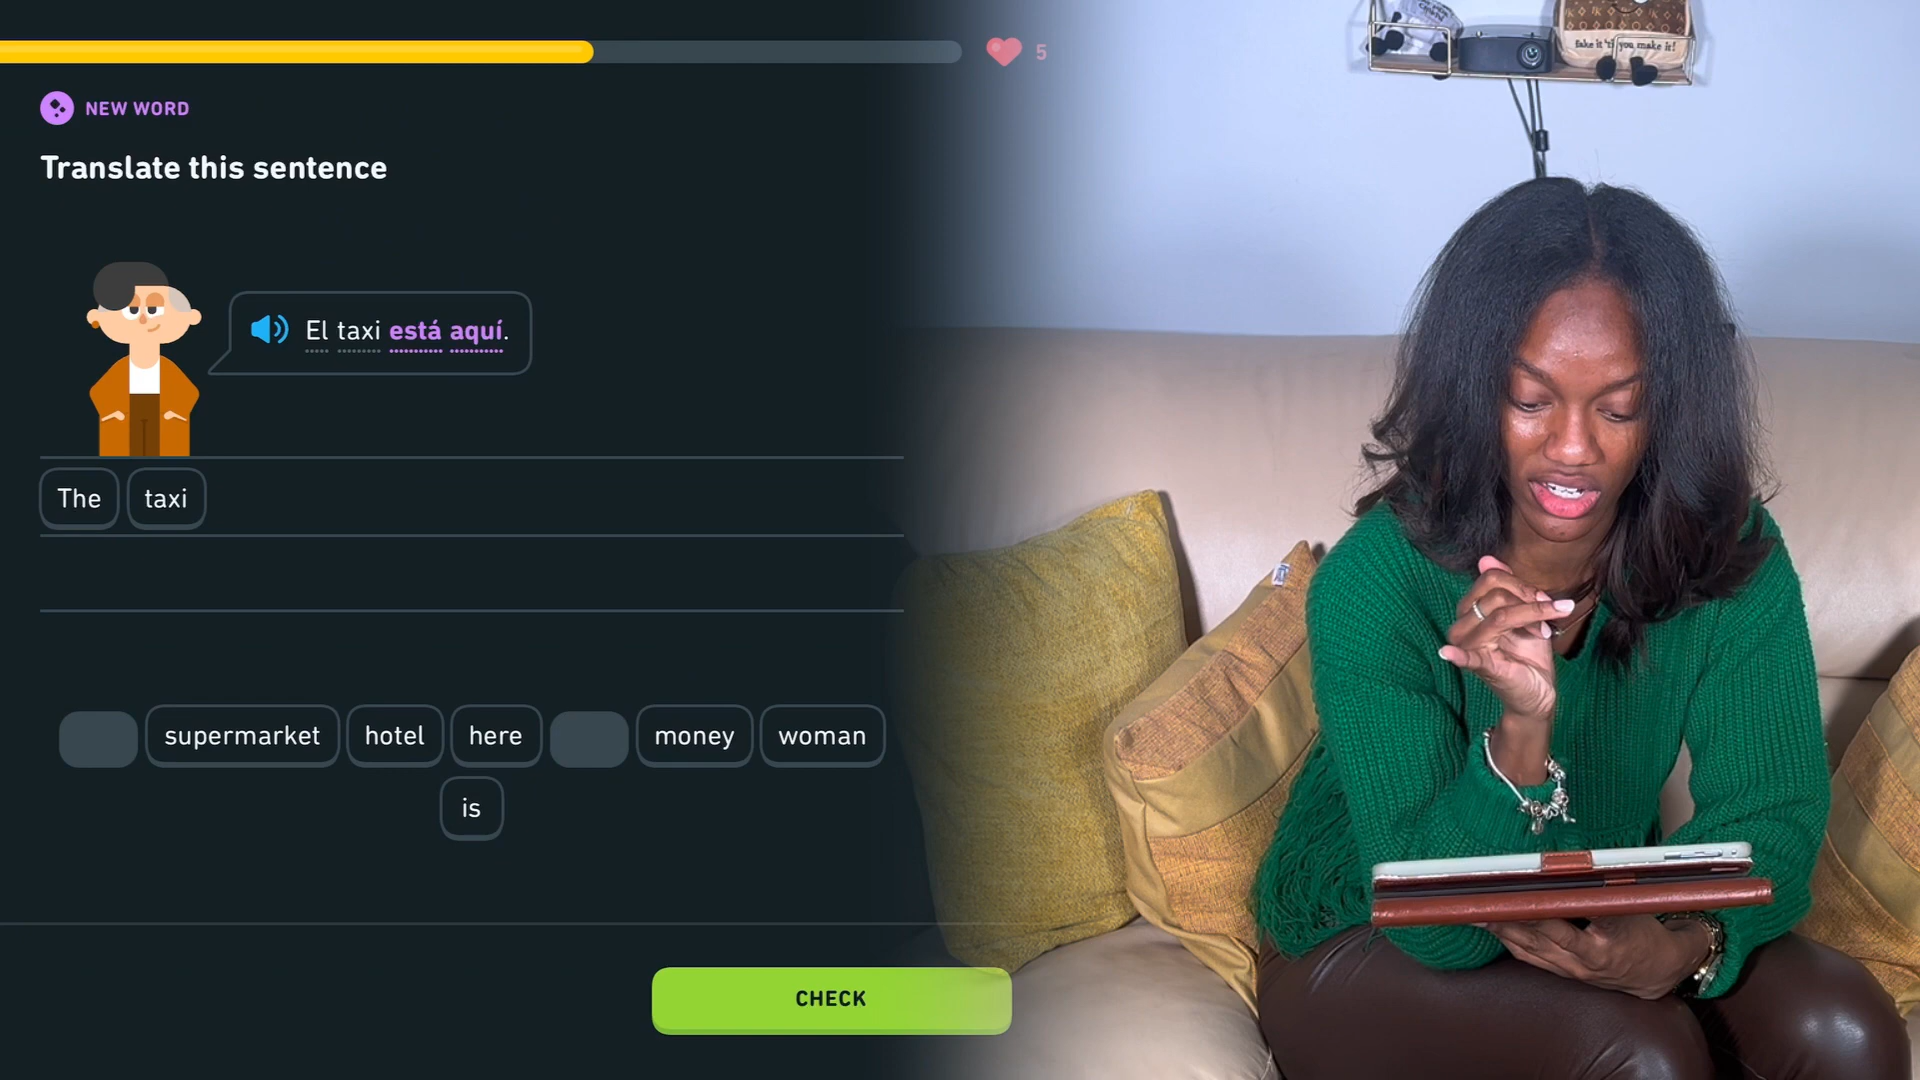 5
NEW WORD
Translate this sentence
El taxi está aquí.
The taxi
supermarket hotel here money woman
is
CHECK